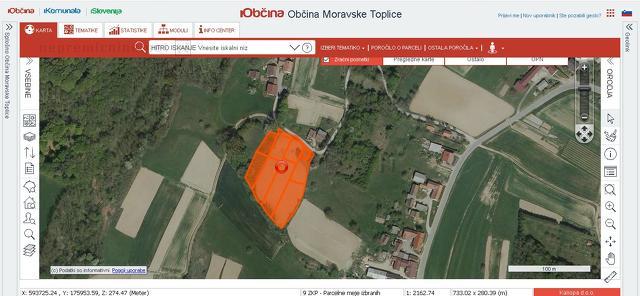 iObčina iKomunala iSlovenija
iObčina Občina Moravske Toplice
Prijavi me | Nov uporabnik | Ste pozabili geslo?
KARTA TEMATIKE STATISTIKE MODULI INFO CENTER
HITRO ISKANJE Vnesite iskalni niz
IZBERI TEMATIKO POROČILO O PARCELI OSTALA POROČILA
Zračni posnetki Pregledne karte Ostalo OPN
Splošno Občina Moravske Toplice
VSEBINE
ORODJA
(c) Podatki so informativni Pogoji uporabe
100 m
X: 593725.24 , Y: 175953.59, Z: 274.47 (Meter)
9 ZKP - Parcelne meje izbranih
1: 2162.74
733.02 x 280.39 (m)
Kaliopa d.o.o.